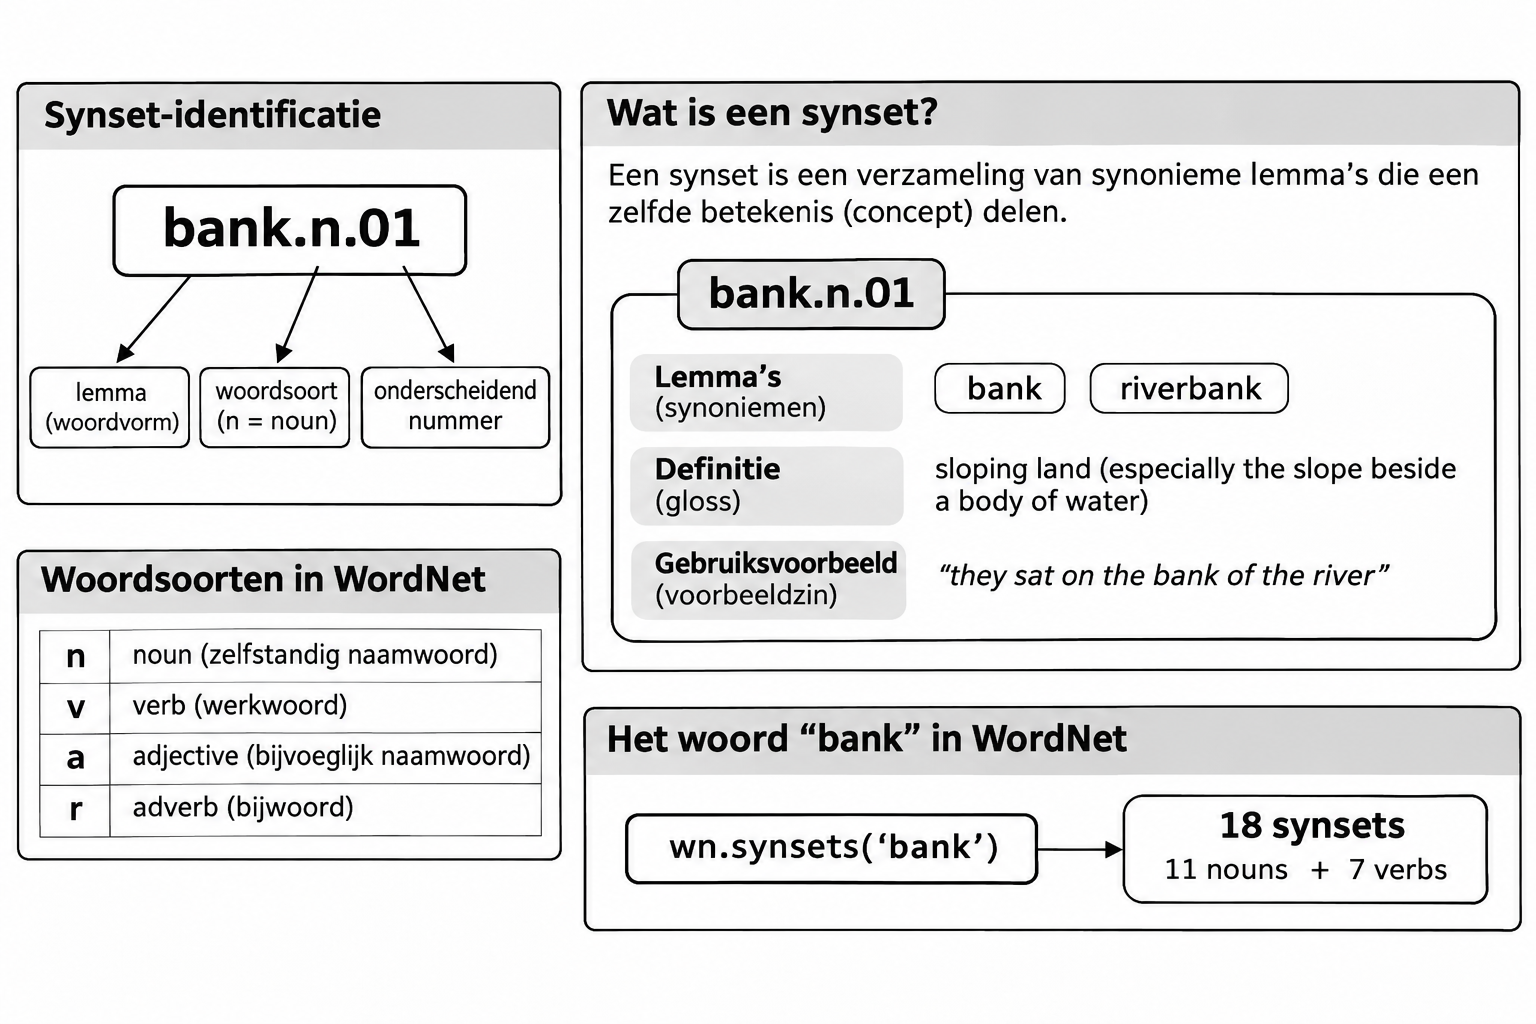 Synset-identificatie
bank.n.01
lemma
(woordvorm)
woordsoort
(n = noun)
onderscheidend
nummer
Woordsoorten in WordNet
n noun (zelfstandig naamwoord)
v verb (werkwoord)
a adjective (bijvoeglijk naamwoord)
r adverb (bijwoord)
Wat is een synset?
Een synset is een verzameling van synonieme lemma’s die een
zelfde betekenis (concept) delen.
bank.n.01
Lemma’s
(synoniemen)
bank riverbank
Definitie
(gloss)
sloping land (especially the slope beside
a body of water)
Gebruiksvoorbeeld
(voorbeeldzin)
“they sat on the bank of the river”
Het woord “bank” in WordNet
wn.synsets(‘bank’)
18 synsets
11 nouns + 7 verbs